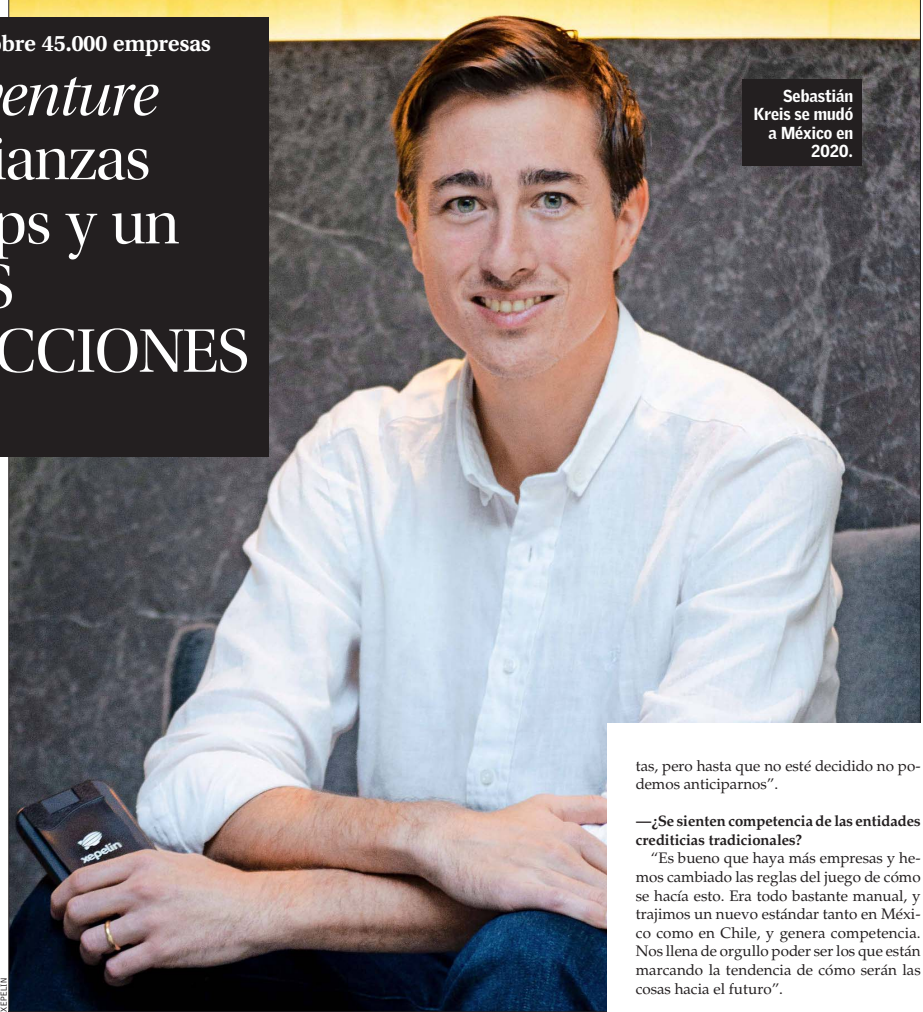 obre 45.000 empresas
venture
ianzas
ps y un
S
CCIONES
Sebastián
Kreis se mudó
a México en
2020.
xepelin
tas, pero hasta que no esté decidido no po-
demos anticiparnos”.
—¿Se sienten competencia de las entidades
crediticias tradicionales?
“Es bueno que haya más empresas y he-
mos cambiado las reglas del juego de cómo
se hacía esto. Era todo bastante manual, y
trajimos un nuevo estándar tanto en Méxi-
co como en Chile, y genera competencia.
Nos llena de orgullo poder ser los que están
marcando la tendencia de cómo serán las
cosas hacia el futuro”.
XEPELIN